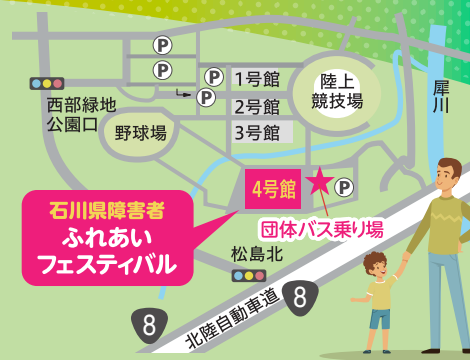 P
P
P
P
1号館
2号館
3号館
陸上
競技場
犀川
西部緑地
公園口
野球場
4号館
P
団体バス乗り場
石川県障害者
ふれあい
フェスティバル
松島北
8
8
北陸自動車道